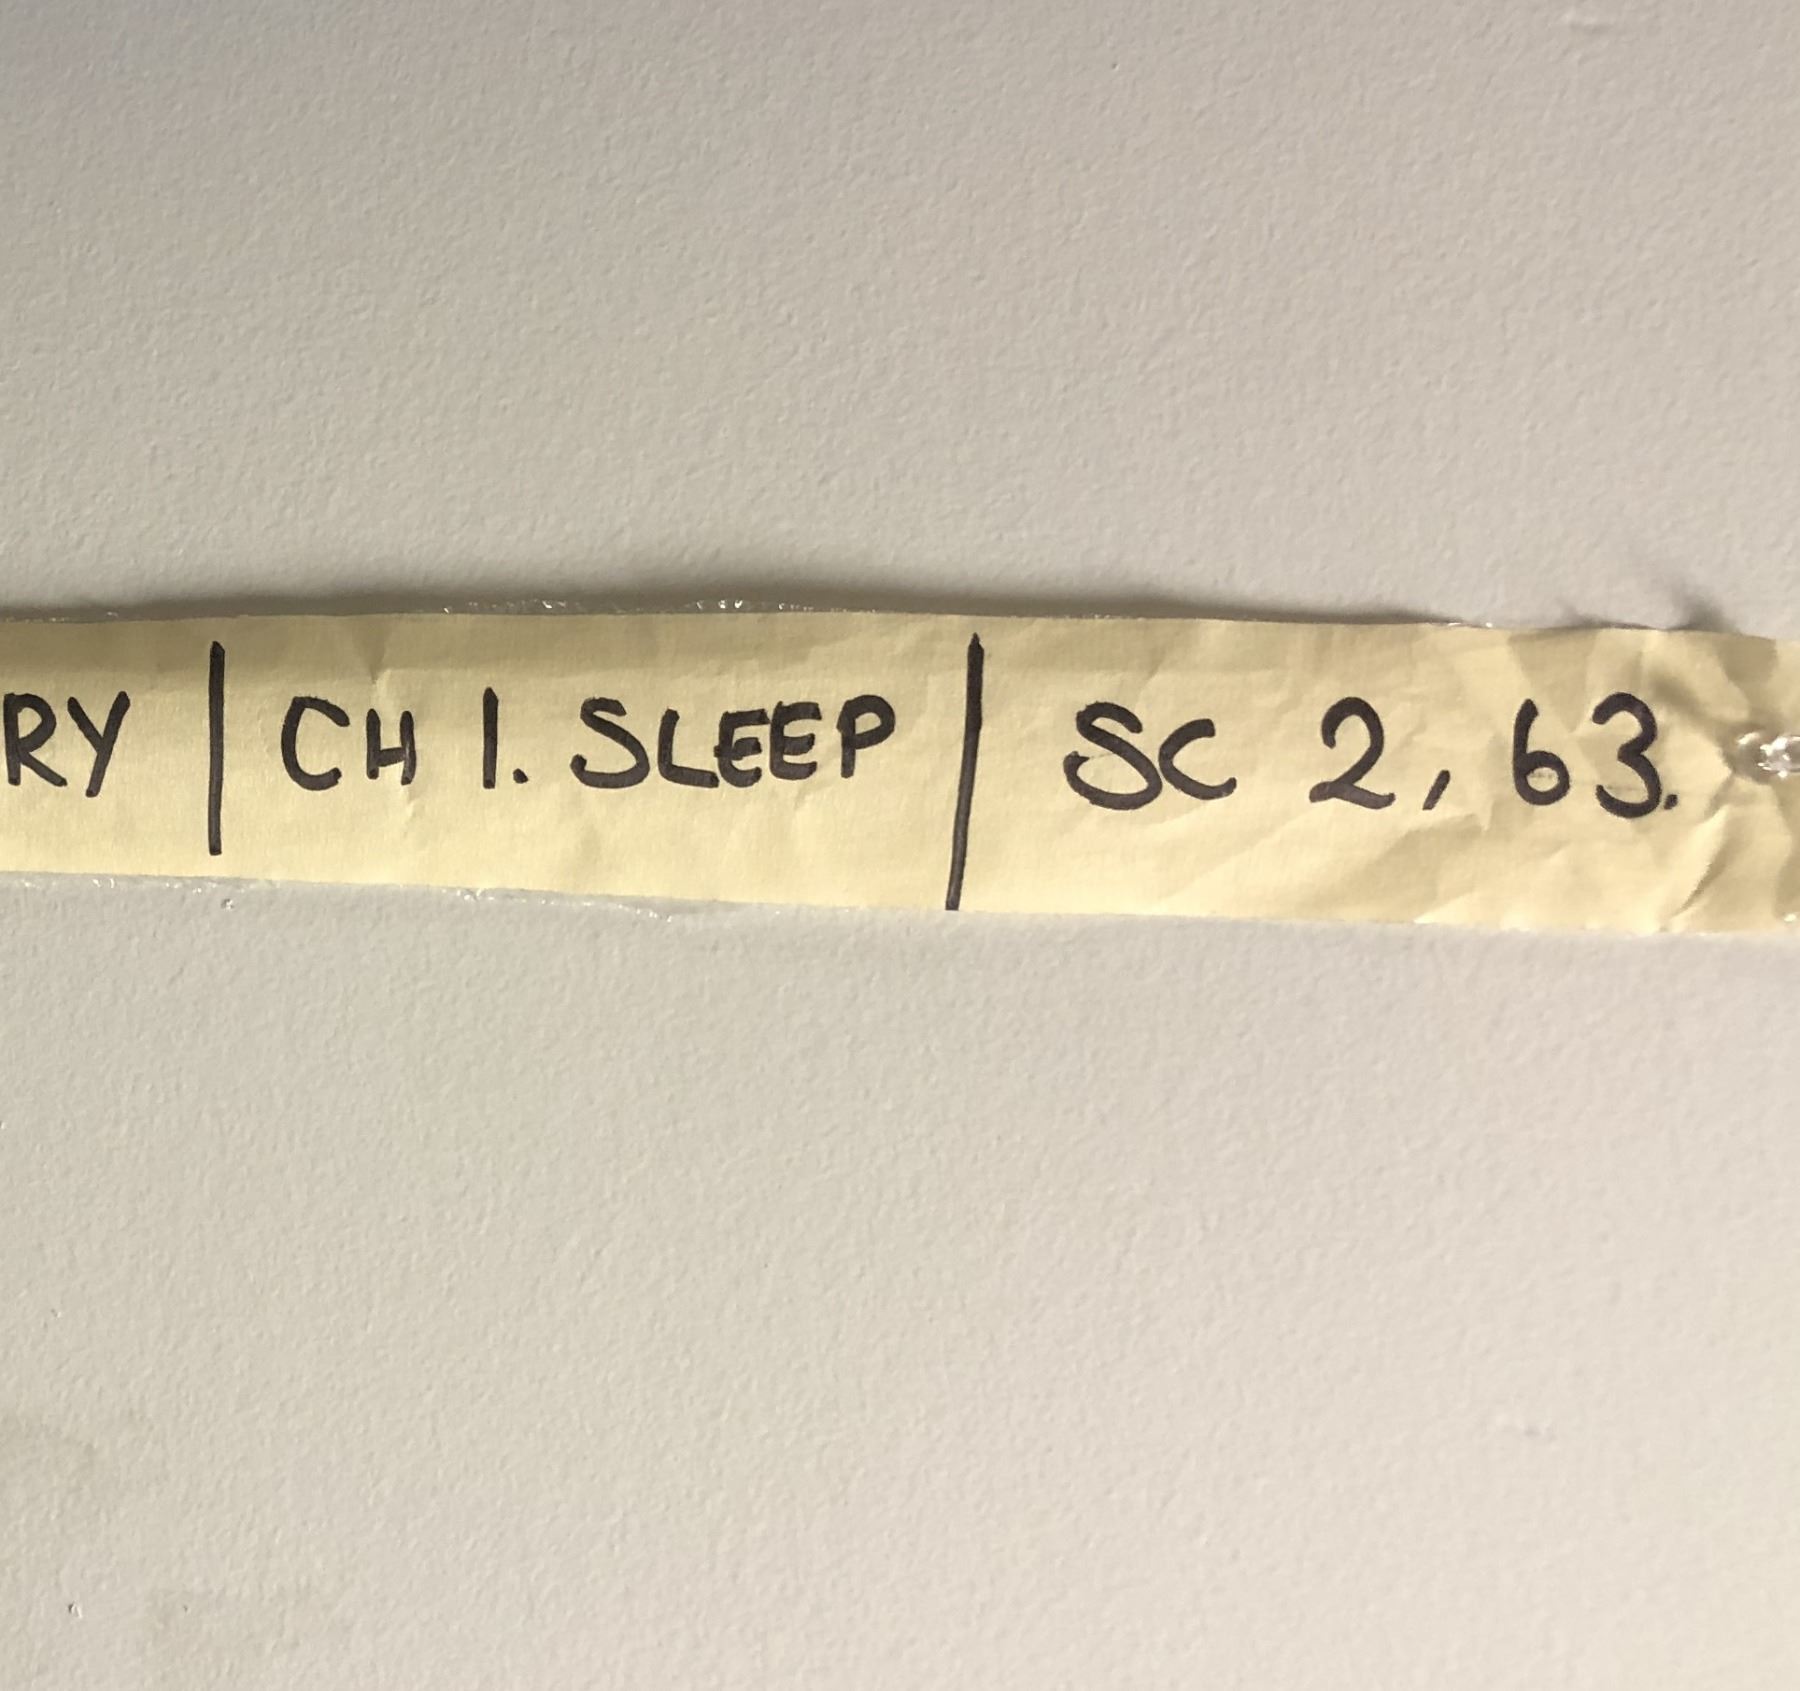 RY | CH 1. SLEEP | SC 2, 63.